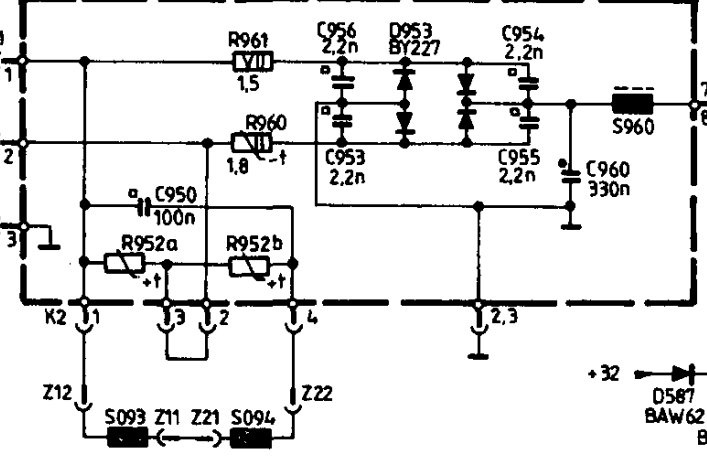 C956
2,2n
D953
BY227
C954
2,2n
R961
1
1,5
7
8
S960
R960
2
1,8
-t
C953
2,2n
C955
2,2n
C960
330n
C950
100n
3
R952a
+t
R952b
+t
K2
1
3
2
4
2,3
Z12
Z22
+32
D587
BAW62
S093
Z11
Z21
S094